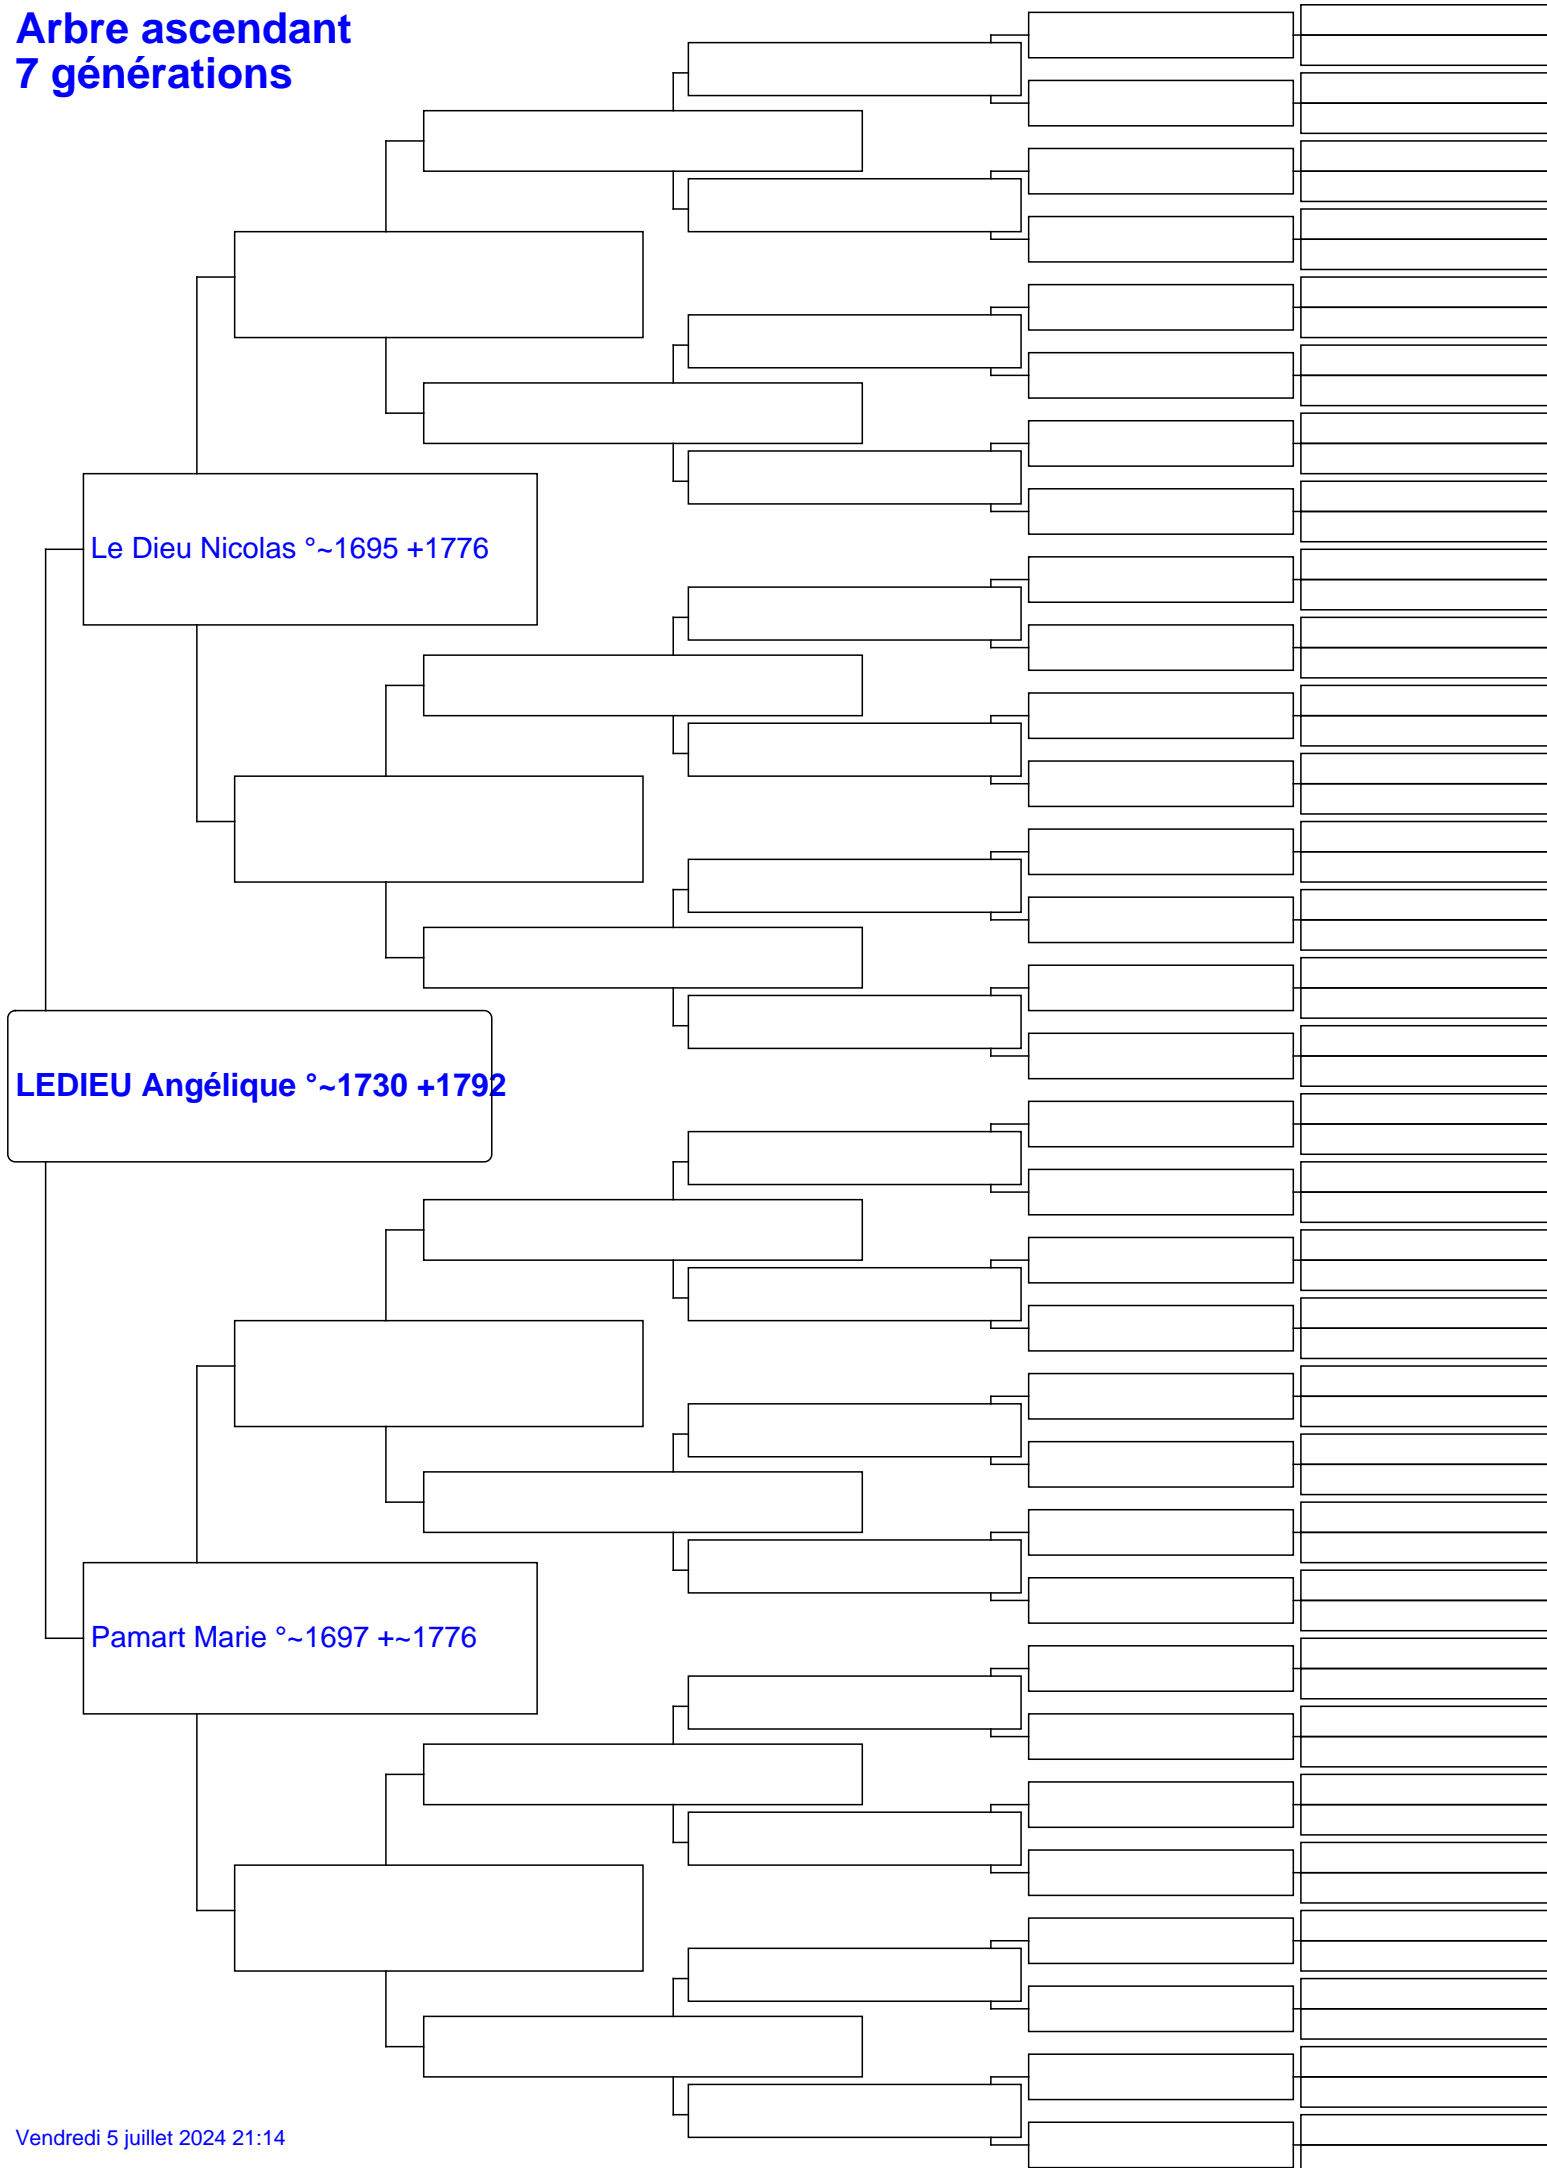 Arbre ascendant
7 générations
Le Dieu Nicolas °~1695 +1776
LEDIEU Angélique °~1730 +1792
Pamart Marie °~1697 +~1776
Vendredi 5 juillet 2024 21:14